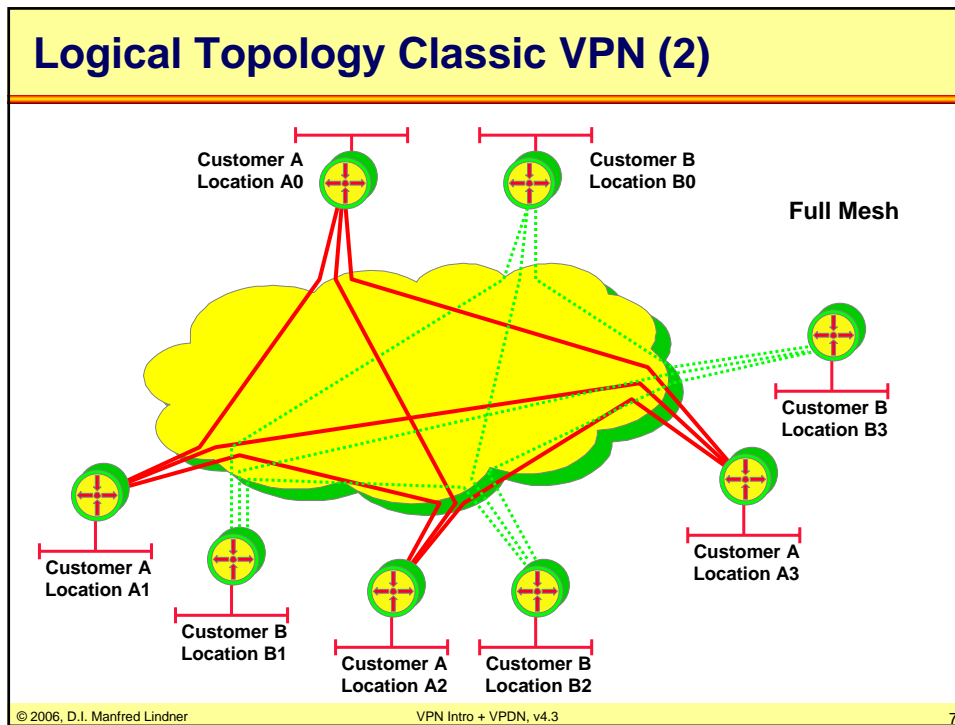 Logical Topology Classic VPN (2)
Customer A
Location A0
Customer B
Location B0
Full Mesh
Customer B
Location B3
Customer A
Location A3
Customer A
Location A1
Customer B
Location B1
Customer A
Location A2
Customer B
Location B2
© 2006, D.I. Manfred Lindner
VPN Intro + VPDN, v4.3
7